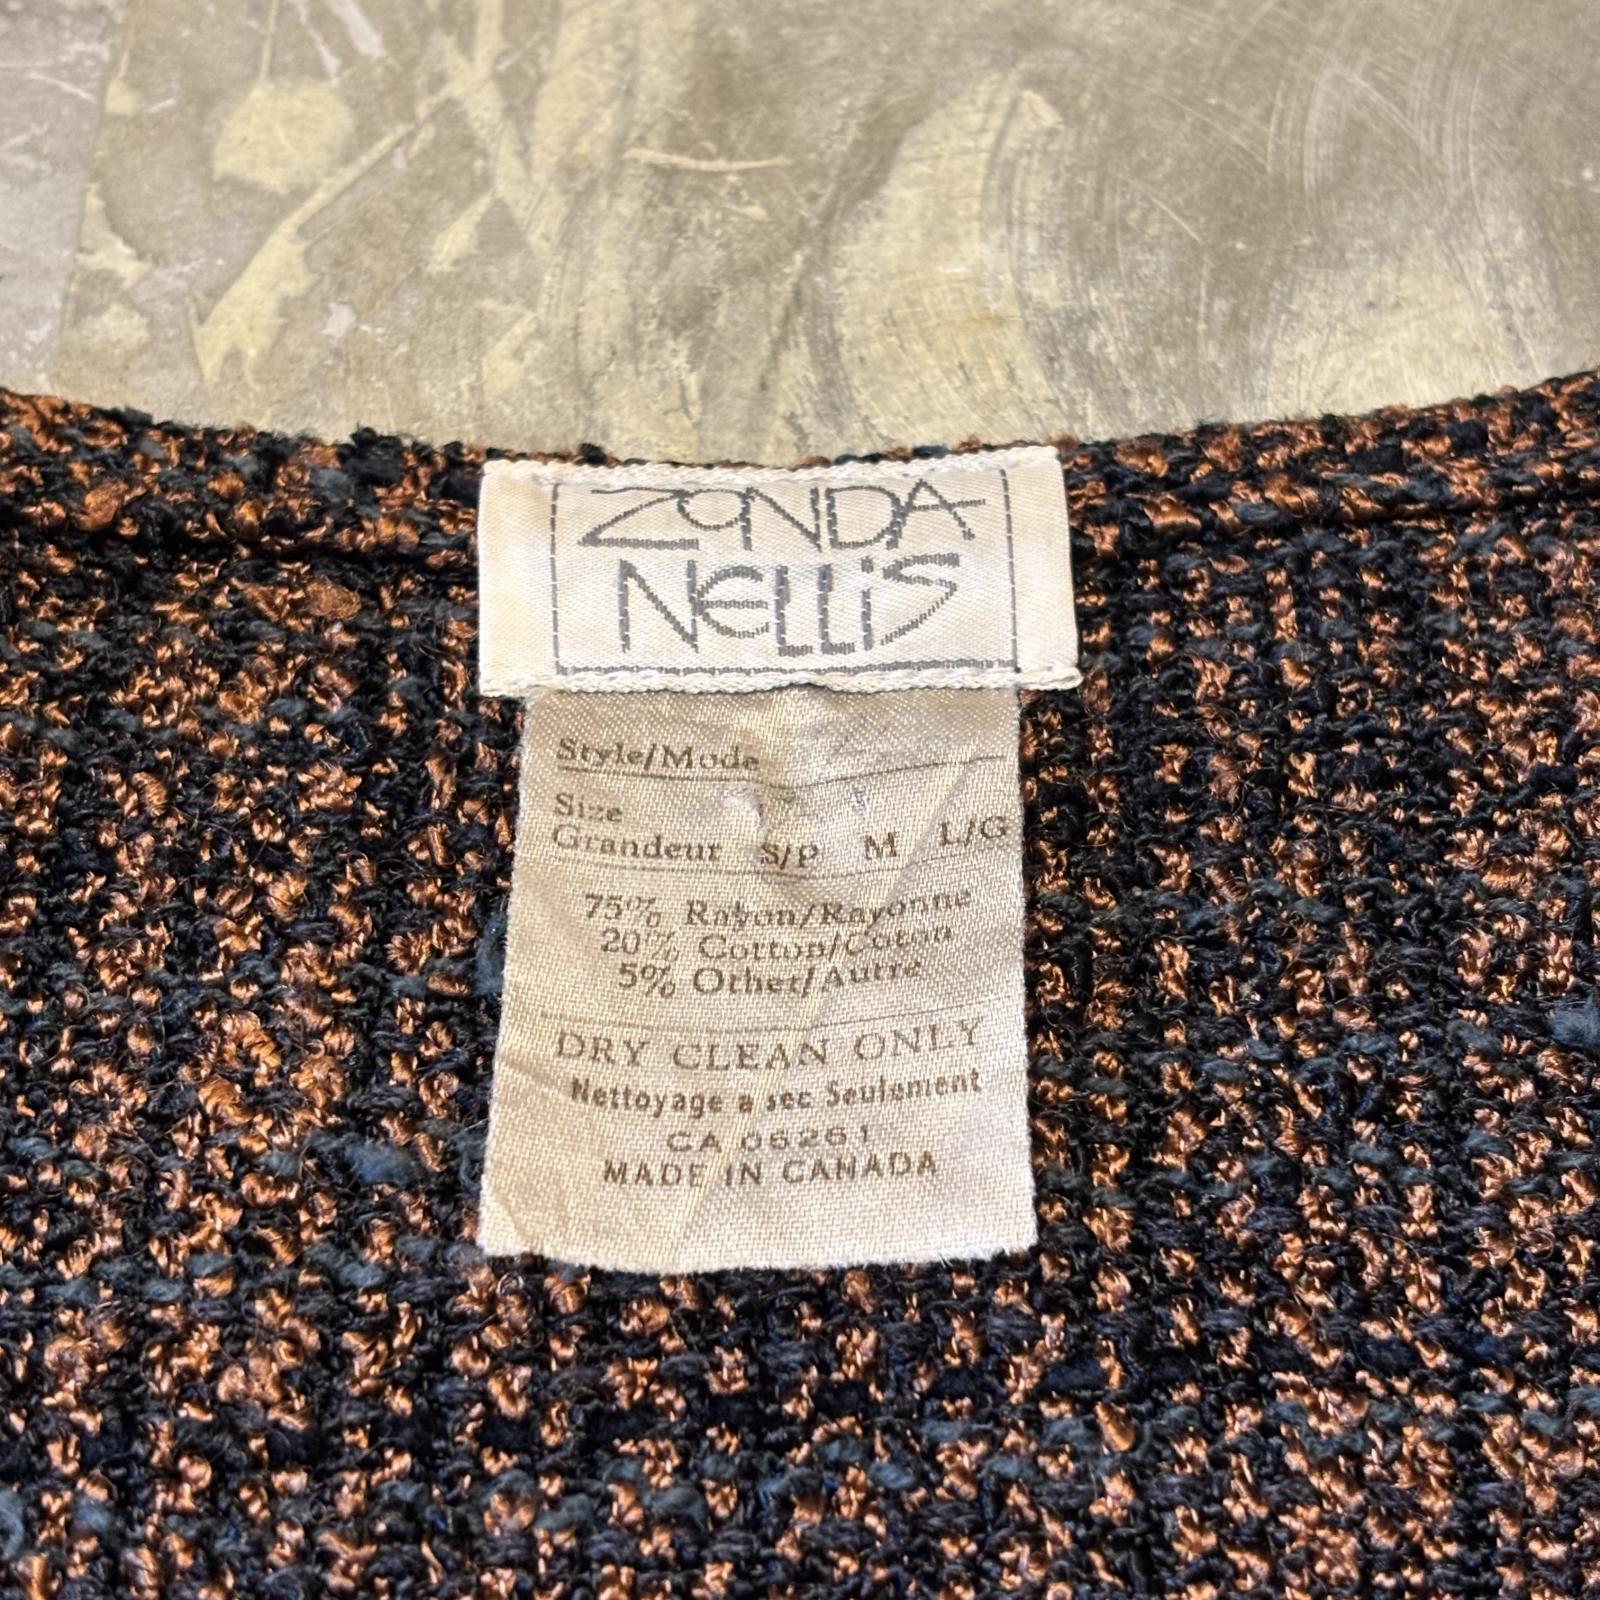 ZONDA
NELLIS
Style/Mode
Size
Grandeur S/P M L/G
75% Rayon/Rayonne
20% Cotton/Coton
5% Other/Autre
DRY CLEAN ONLY
Nettoyage a sec Seulement
CA 06261
MADE IN CANADA